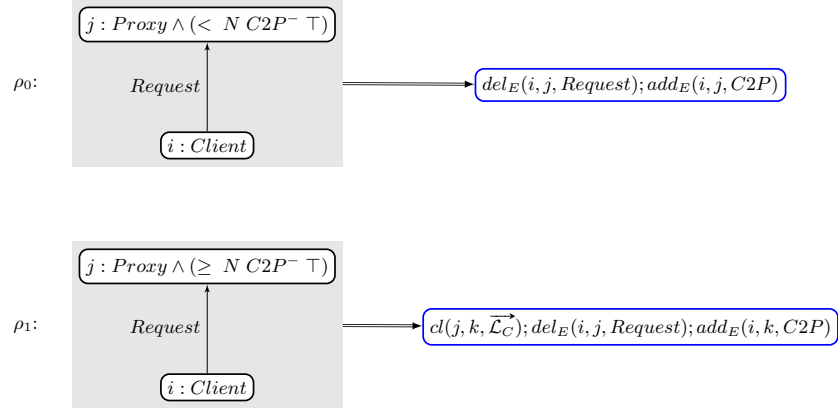 j : Proxy ∧ (< N C2P⁻ ⊤)
ρ₀:
Request
del_E(i, j, Request); add_E(i, j, C2P)
i : Client
j : Proxy ∧ (≥ N C2P⁻ ⊤)
ρ₁:
Request
cl(j, k, \overrightarrow{ℒ_C}); del_E(i, j, Request); add_E(i, k, C2P)
i : Client